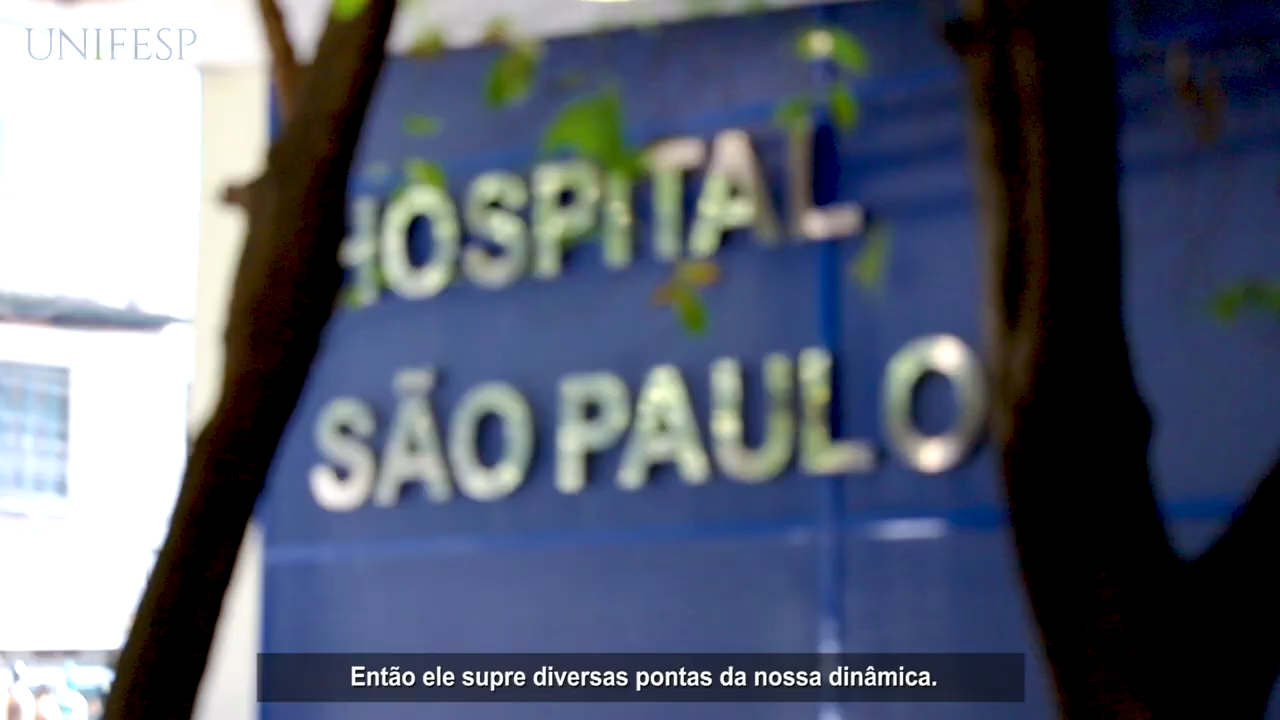 UNIFESP
HOSPITAL
SÃO PAULO
Então ele supre diversas pontas da nossa dinâmica.